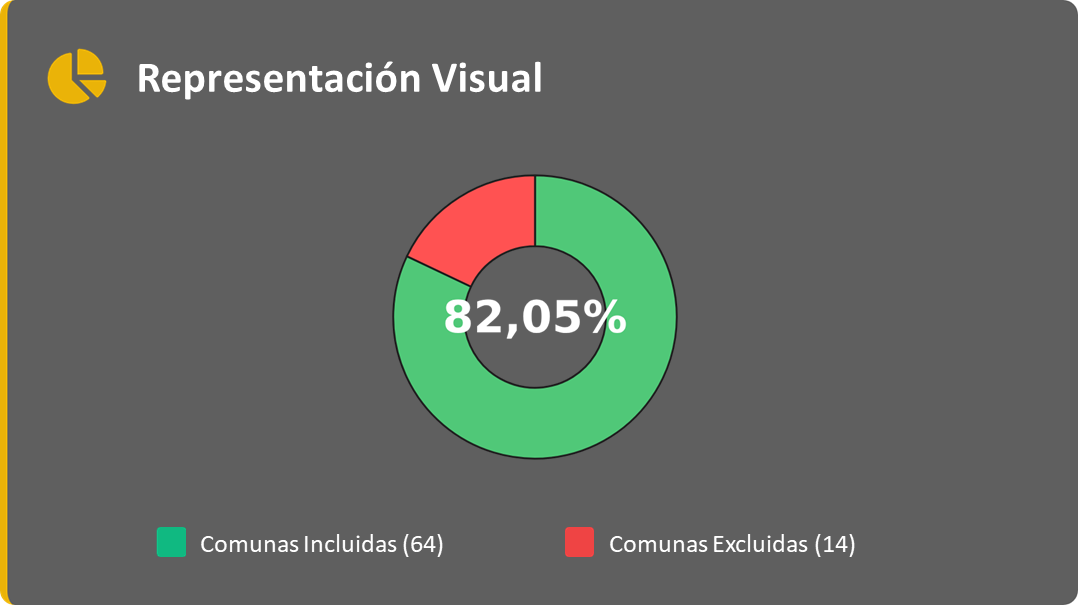 Representación Visual
82,05%
Comunas Incluidas (64)
Comunas Excluidas (14)